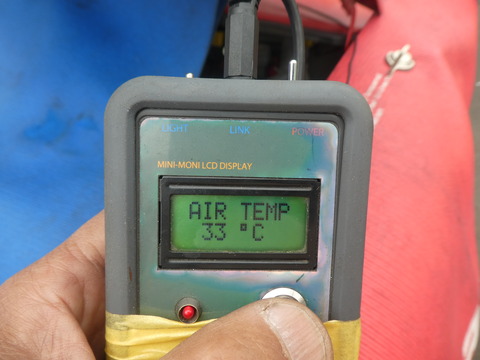 LIGHT LINK POWER
MINI-MONI LCD DISPLAY
AIR TEMP
33 °C